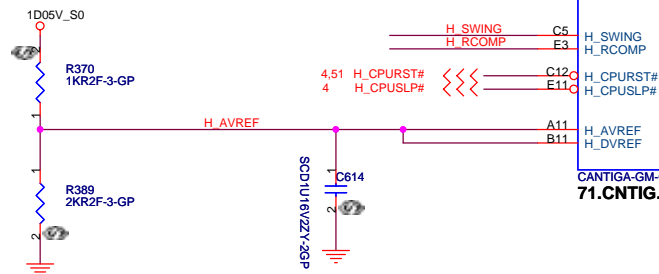 1D05V_S0
2
R370
1KR2F-3-GP
1
H_AVREF
1
R389
2KR2F-3-GP
2
SCD1U16V2ZY-2GP
1
C614
2
H_SWING
H_RCOMP
4,51 H_CPURST#
4 H_CPUSLP#
C5 H_SWING
E3 H_RCOMP
C12 H_CPURST#
E11 H_CPUSLP#
A11 H_AVREF
B11 H_DVREF
CANTIGA-GM-
71.CNTIG.